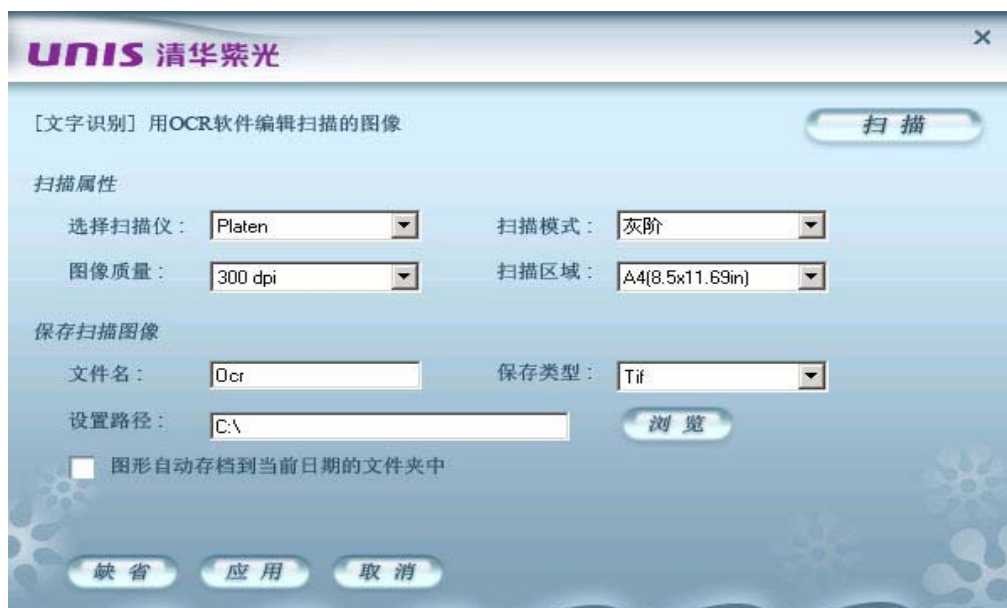 UNIS 清华紫光
[文字识别] 用OCR软件编辑扫描的图像
扫描
扫描属性
选择扫描仪: Platen 扫描模式: 灰阶
图像质量: 300 dpi 扫描区域: A4(8.5x11.69in)
保存扫描图像
文件名: Ocr 保存类型: Tif
设置路径: C:\ 浏览
图形自动存档到当前日期的文件夹中
缺省 应用 取消